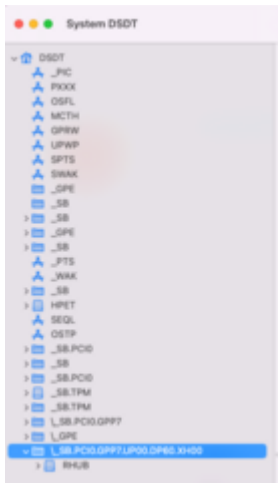 System DSDT
DSDT
_PIC
PXXX
OSFL
MCTH
GPRW
UPWP
SPTS
SWAK
_GPE
_SB
_SB
_GPE
_SB
_PTS
_WAK
_SB
HPET
SEQL
OSTP
_SB.PCI0
_SB
_SB.PCI0
_SB.TPM
_SB.TPM
\_SB.PCI0.GPP7
\_GPE
\_SB.PCI0.GPP7.UP00.DP60.XH00
RHUB